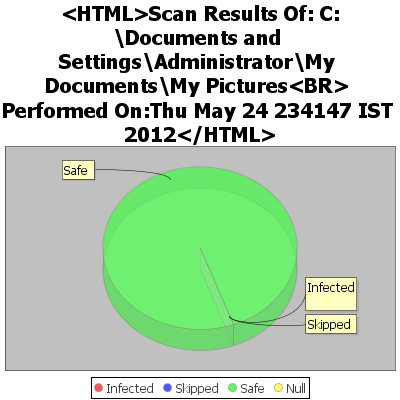 <HTML>Scan Results Of: C:
\Documents and
Settings\Administrator\My
Documents\My Pictures<BR>
Performed On:Thu May 24 234147 IST
2012</HTML>
Safe
Infected
Skipped
Infected Skipped Safe Null